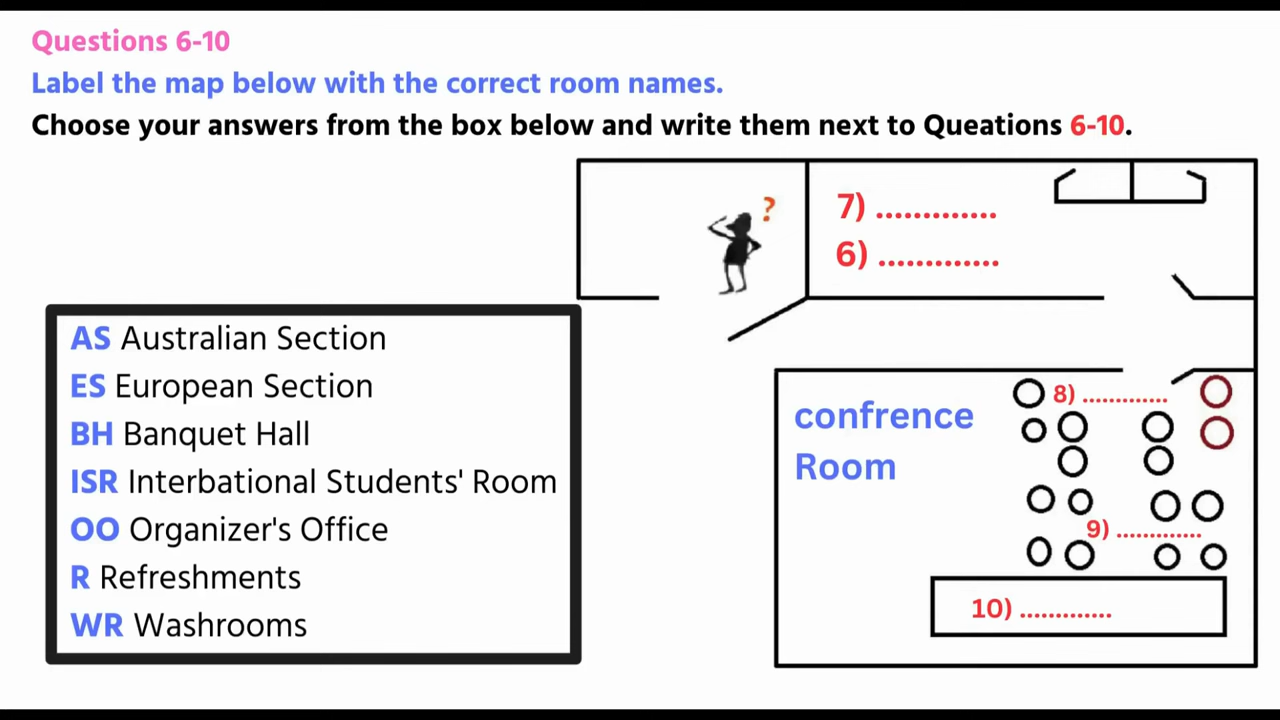 Questions 6-10
Label the map below with the correct room names.
Choose your answers from the box below and write them next to Queations 6-10.
?
7) .............
6) .............
AS Australian Section
ES European Section
BH Banquet Hall
ISR Interbational Students' Room
OO Organizer's Office
R Refreshments
WR Washrooms
confrence
Room
8) .............
9) .............
10) .............